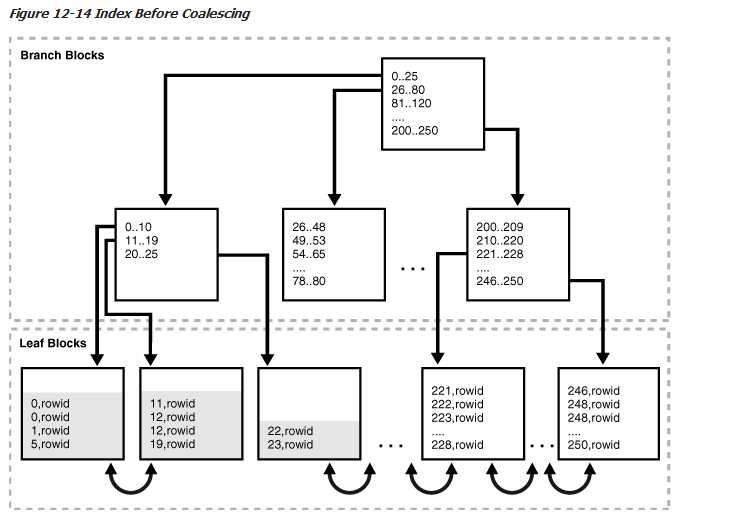 Figure 12-14 Index Before Coalescing
Branch Blocks
0..25
26..80
81..120
....
200..250
0..10
11..19
20..25
26..48
49..53
54..65
....
78..80
...
200..209
210..220
221..228
....
246..250
Leaf Blocks
0,rowid
0,rowid
1,rowid
5,rowid
11,rowid
12,rowid
12,rowid
19,rowid
22,rowid
23,rowid
...
221,rowid
222,rowid
223,rowid
....
228,rowid
...
246,rowid
248,rowid
248,rowid
....
250,rowid